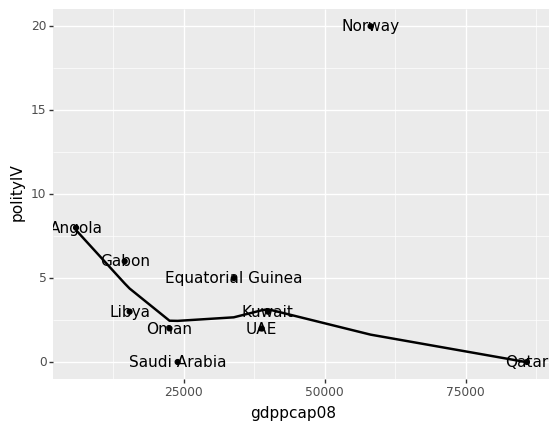 20
Norway
15
10
Angola
Gabon
5
Equatorial Guinea
Libya
Kuwait
Oman
UAE
0
Saudi Arabia
Qatar
polityIV
25000 50000 75000
gdppcap08